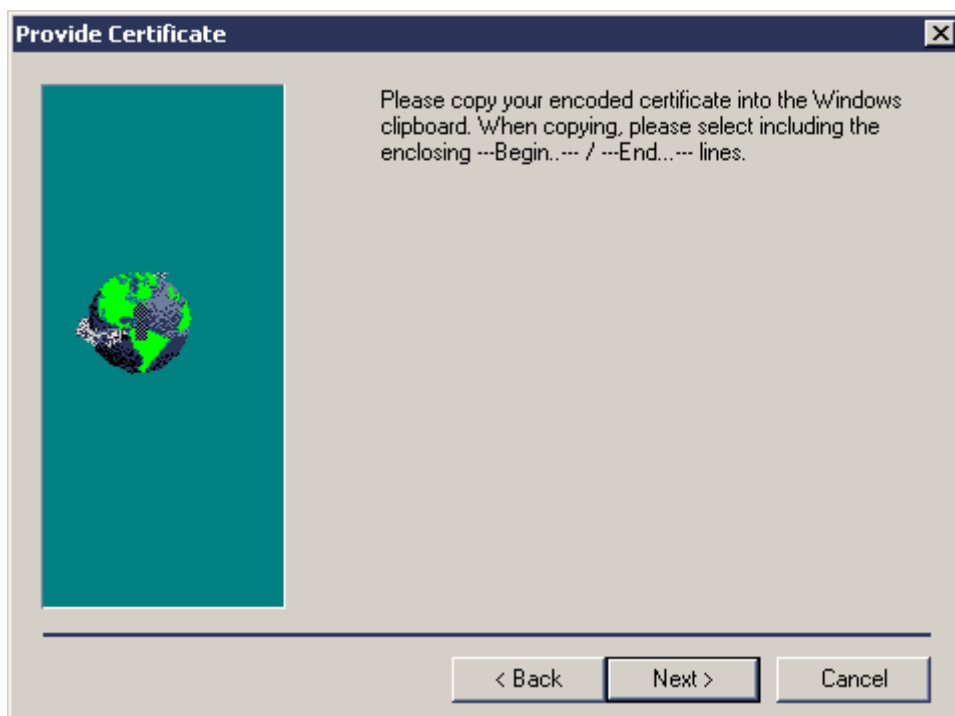 Provide Certificate
Please copy your encoded certificate into the Windows
clipboard. When copying, please select including the
enclosing ---Begin..--- / ---End...--- lines.
< Back
Next >
Cancel